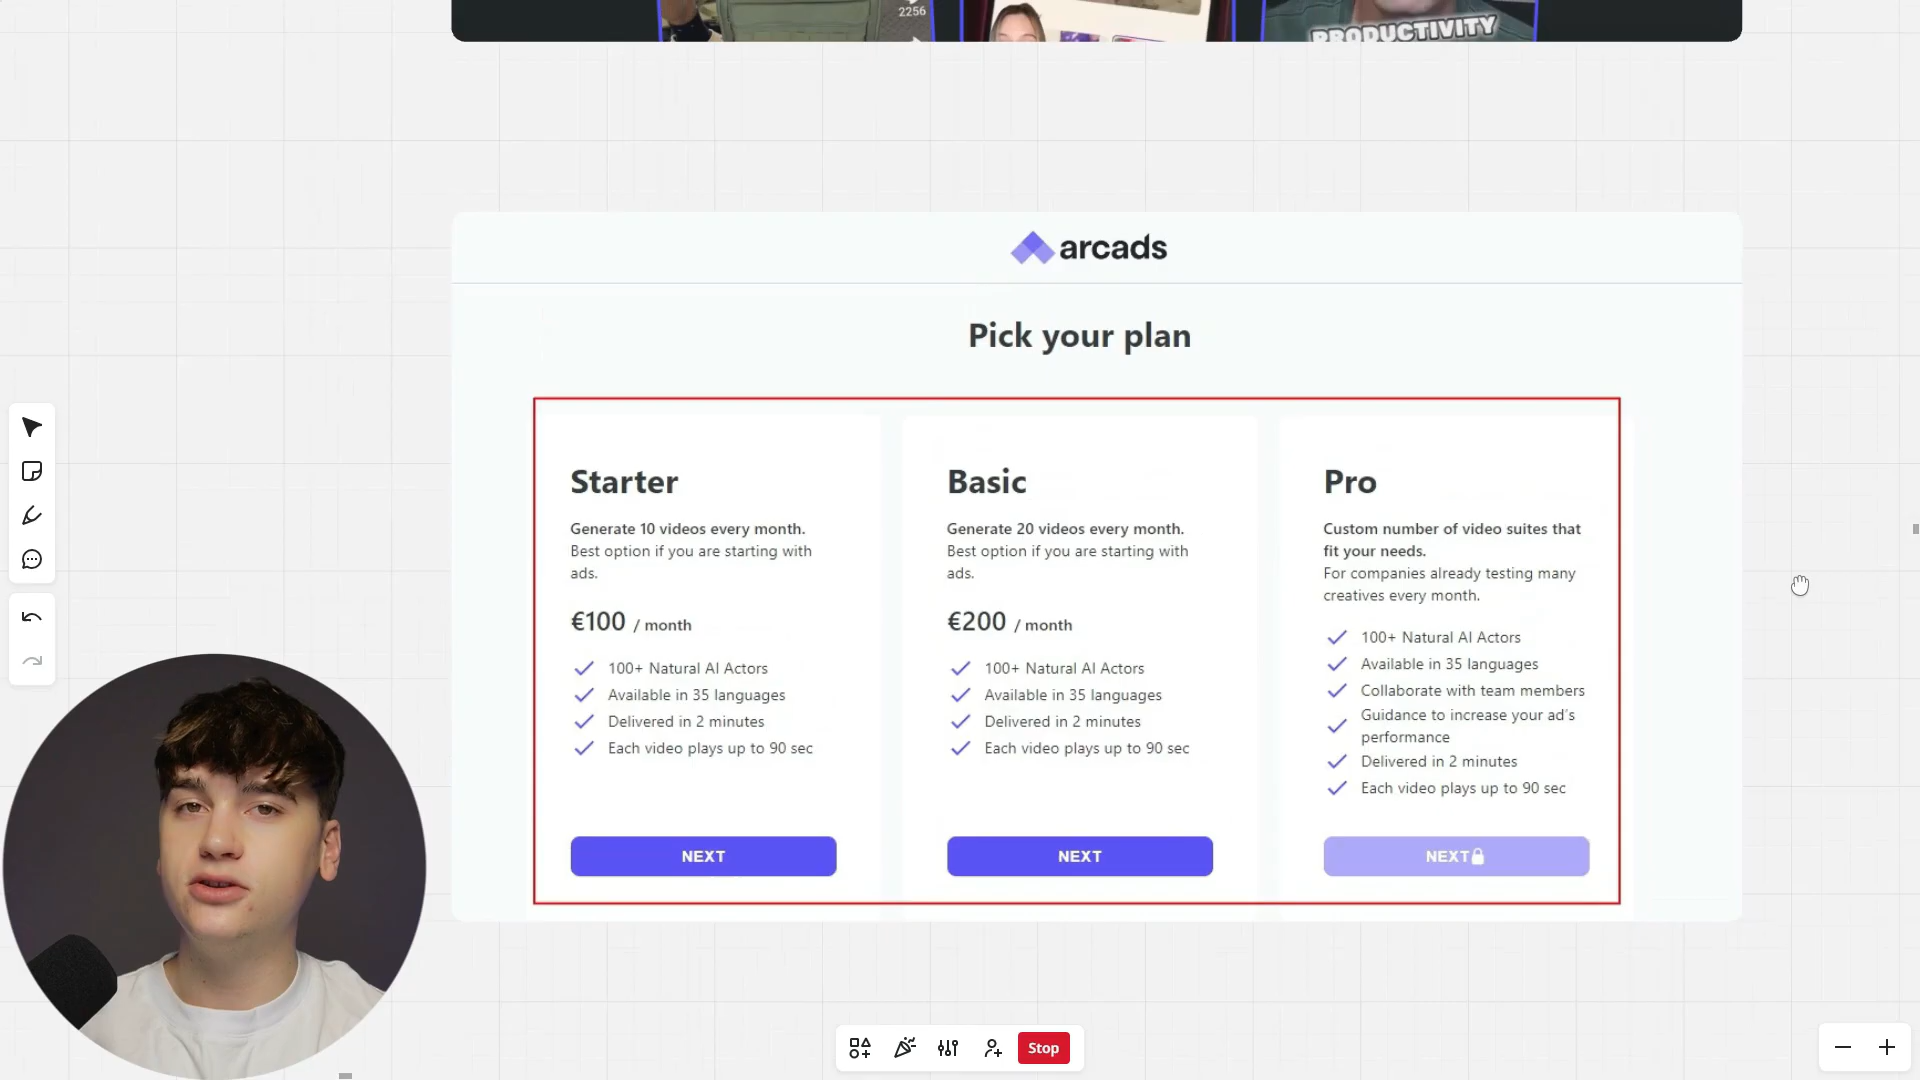 2256
PRODUCTIVITY
arcads
Pick your plan
Starter
Generate 10 videos every month.
Best option if you are starting with
ads.
€100 / month
100+ Natural AI Actors
Available in 35 languages
Delivered in 2 minutes
Each video plays up to 90 sec
NEXT
Basic
Generate 20 videos every month.
Best option if you are starting with
ads.
€200 / month
100+ Natural AI Actors
Available in 35 languages
Delivered in 2 minutes
Each video plays up to 90 sec
NEXT
Pro
Custom number of video suites that
fit your needs.
For companies already testing many
creatives every month.
100+ Natural AI Actors
Available in 35 languages
Collaborate with team members
Guidance to increase your ad's
performance
Delivered in 2 minutes
Each video plays up to 90 sec
NEXT
Stop